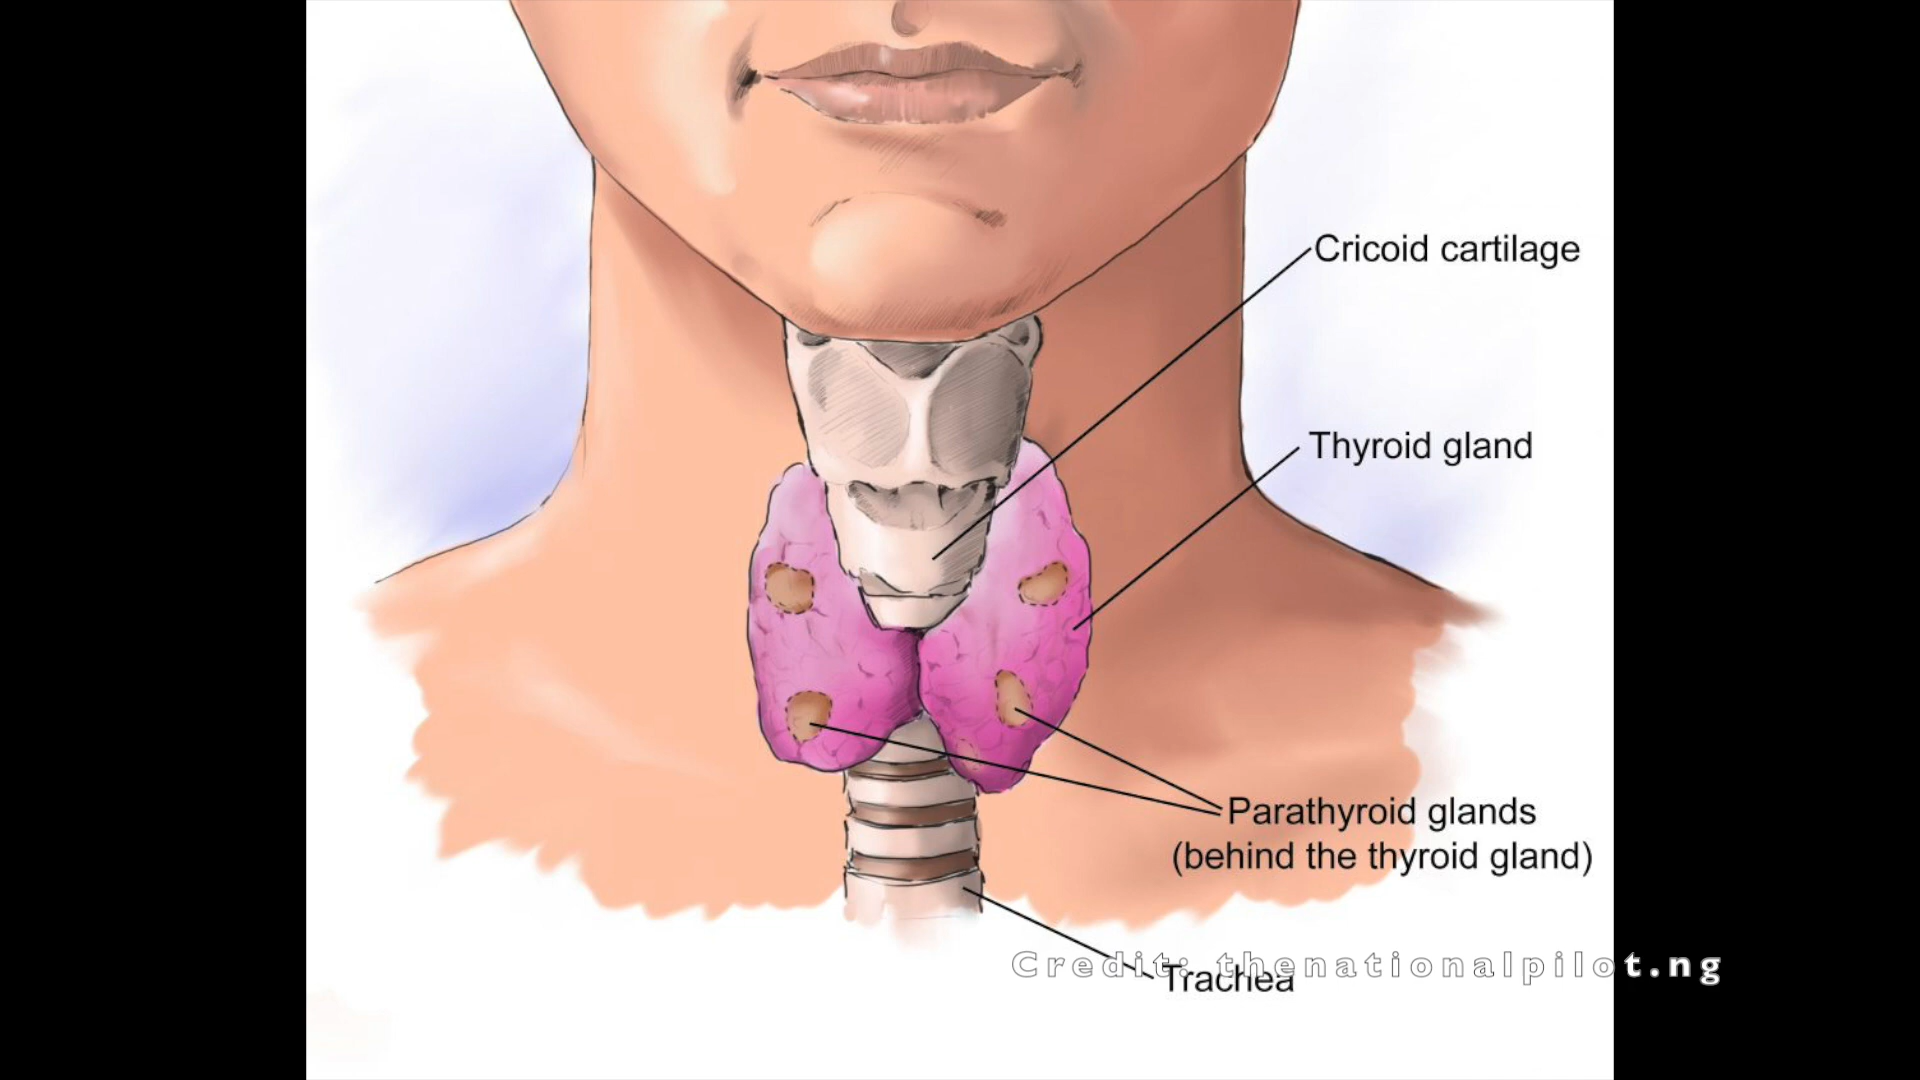 Cricoid cartilage
Thyroid gland
Parathyroid glands
(behind the thyroid gland)
Credit: thenationalpilot.ng
Trachea